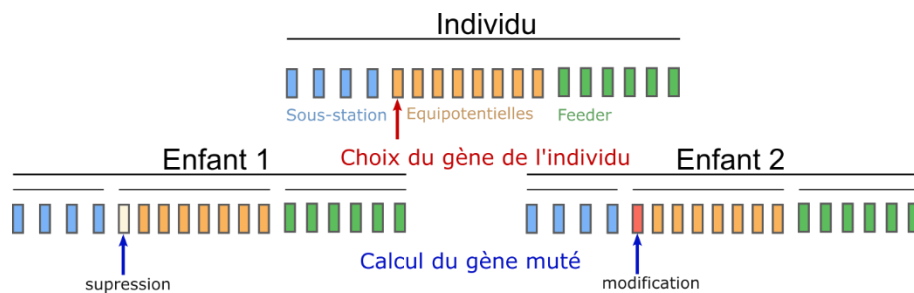 Individu
Sous-station Equipotentielles Feeder
Choix du gène de l'individu
Enfant 1 Enfant 2
Calcul du gène muté
supression modification